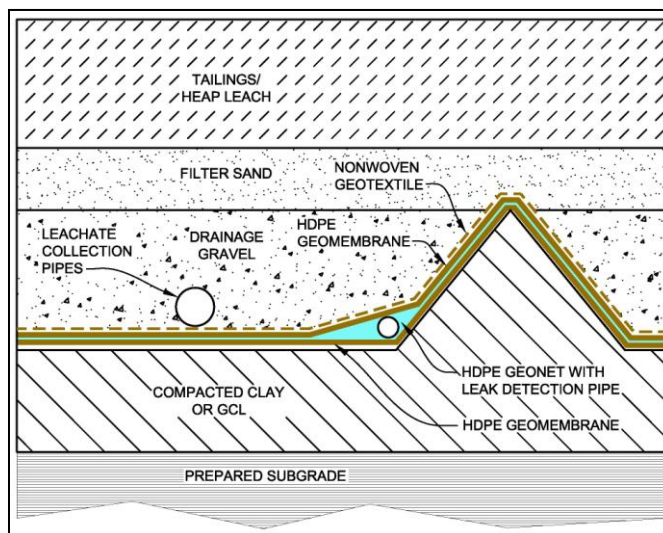 TAILINGS/
HEAP LEACH
FILTER SAND
NONWOVEN
GEOTEXTILE
LEACHATE
COLLECTION
PIPES
DRAINAGE
GRAVEL
HDPE
GEOMEMBRANE
HDPE GEONET WITH
LEAK DETECTION PIPE
COMPACTED CLAY
OR GCL
HDPE GEOMEMBRANE
PREPARED SUBGRADE